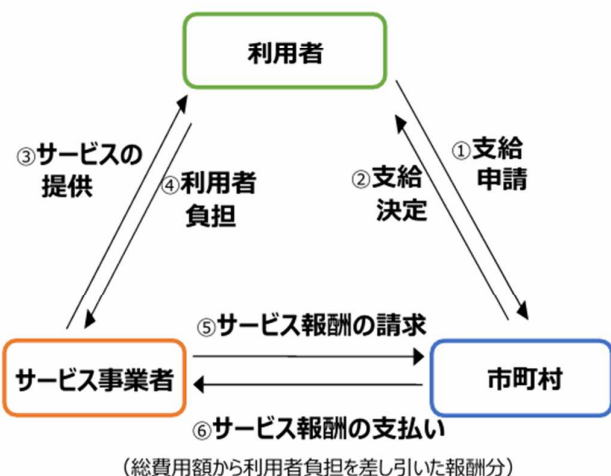 利用者
③サービスの
提供
④利用者
負担
②支給
決定
①支給
申請
⑤サービス報酬の請求
サービス事業者
市町村
⑥サービス報酬の支払い
（総費用額から利用者負担を差し引いた報酬分）